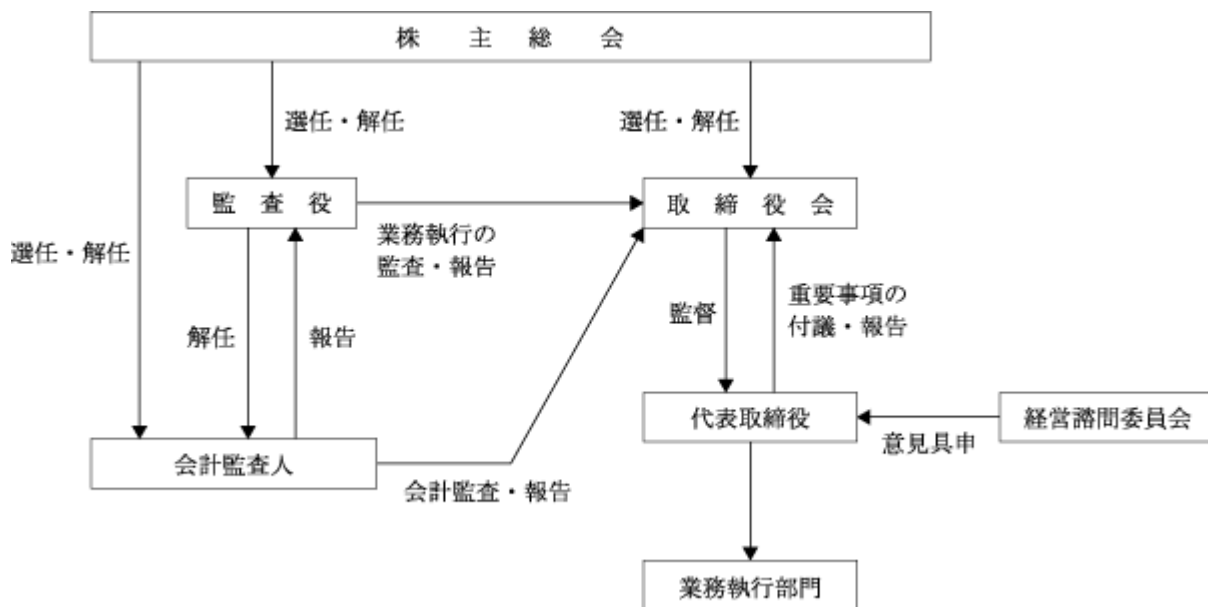 株主総会
選任・解任
選任・解任
監査役
取締役会
選任・解任
業務執行の
監査・報告
解任
報告
監督
重要事項の
付議・報告
代表取締役
経営諮問委員会
意見具申
会計監査人
会計監査・報告
業務執行部門